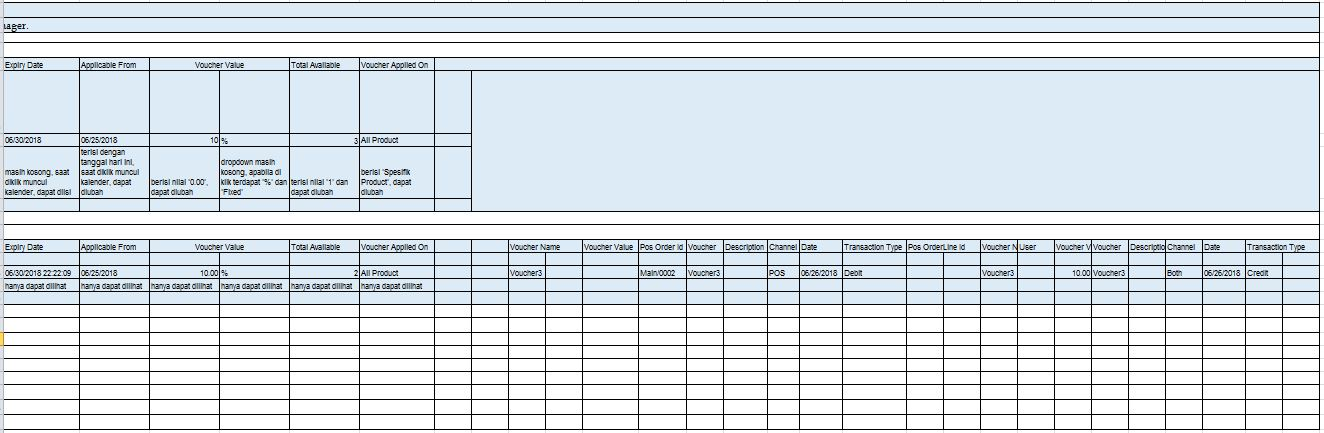 ager.
Expiry Date Applicable From Voucher Value Total Available Voucher Applied On
06/30/2018 06/25/2018 10 % 3 All Product
masih kosong, saat
diklik muncul
kalender, dapat diisi
terisi dengan
tanggal hari ini,
saat diklik muncul
kalender, dapat
diubah
berisi nilai '0.00',
dapat diubah
dropdown masih
kosong, apabila di
klik terdapat '%' dan
'Fixed'
terisi nilai '1' dan
dapat diubah
berisi 'Spesifik
Product', dapat
diubah
Expiry Date Applicable From Voucher Value Total Available Voucher Applied On Voucher Name Voucher Value Pos Order Id Voucher Description Channel Date Transaction Type Pos OrderLine Id Voucher N User Voucher V Voucher Descriptio Channel Date Transaction Type
06/30/2018 22:22:09 06/25/2018 10.00 % 2 All Product Voucher3 Main/0002 Voucher3 POS 06/26/2018 Debit Voucher3 10.00 Voucher3 Both 06/26/2018 Credit
hanya dapat dilihat hanya dapat dilihat hanya dapat dilihat hanya dapat dilihat hanya dapat dilihat hanya dapat dilihat